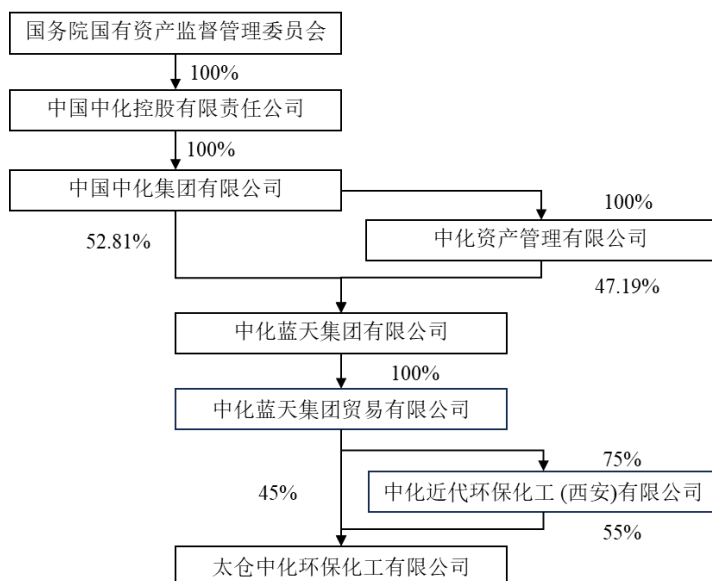 国务院国有资产监督管理委员会
100%
中国中化控股有限责任公司
100%
中国中化集团有限公司
100%
52.81%
中化资产管理有限公司
47.19%
中化蓝天集团有限公司
100%
中化蓝天集团贸易有限公司
75%
45%
中化近代环保化工 (西安)有限公司
55%
太仓中化环保化工有限公司